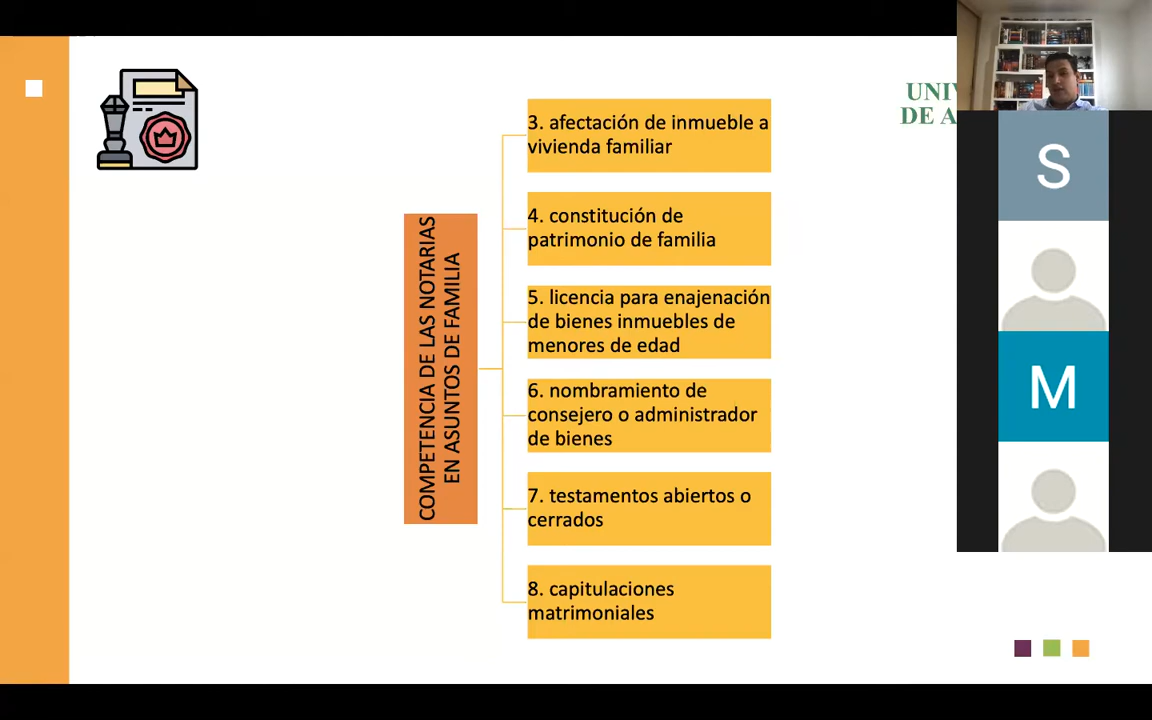 UNIV
DE A
COMPETENCIA DE LAS NOTARIAS
EN ASUNTOS DE FAMILIA
3. afectación de inmueble a
vivienda familiar
4. constitución de
patrimonio de familia
5. licencia para enajenación
de bienes inmuebles de
menores de edad
6. nombramiento de
consejero o administrador
de bienes
7. testamentos abiertos o
cerrados
8. capitulaciones
matrimoniales
S
M